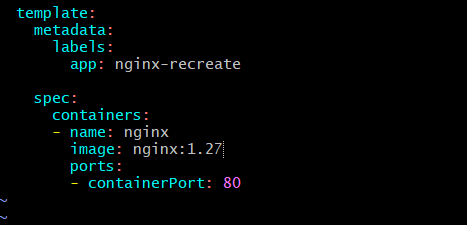 template:
  metadata:
    labels:
      app: nginx-recreate

  spec:
    containers:
    - name: nginx
      image: nginx:1.27
      ports:
      - containerPort: 80
~
~